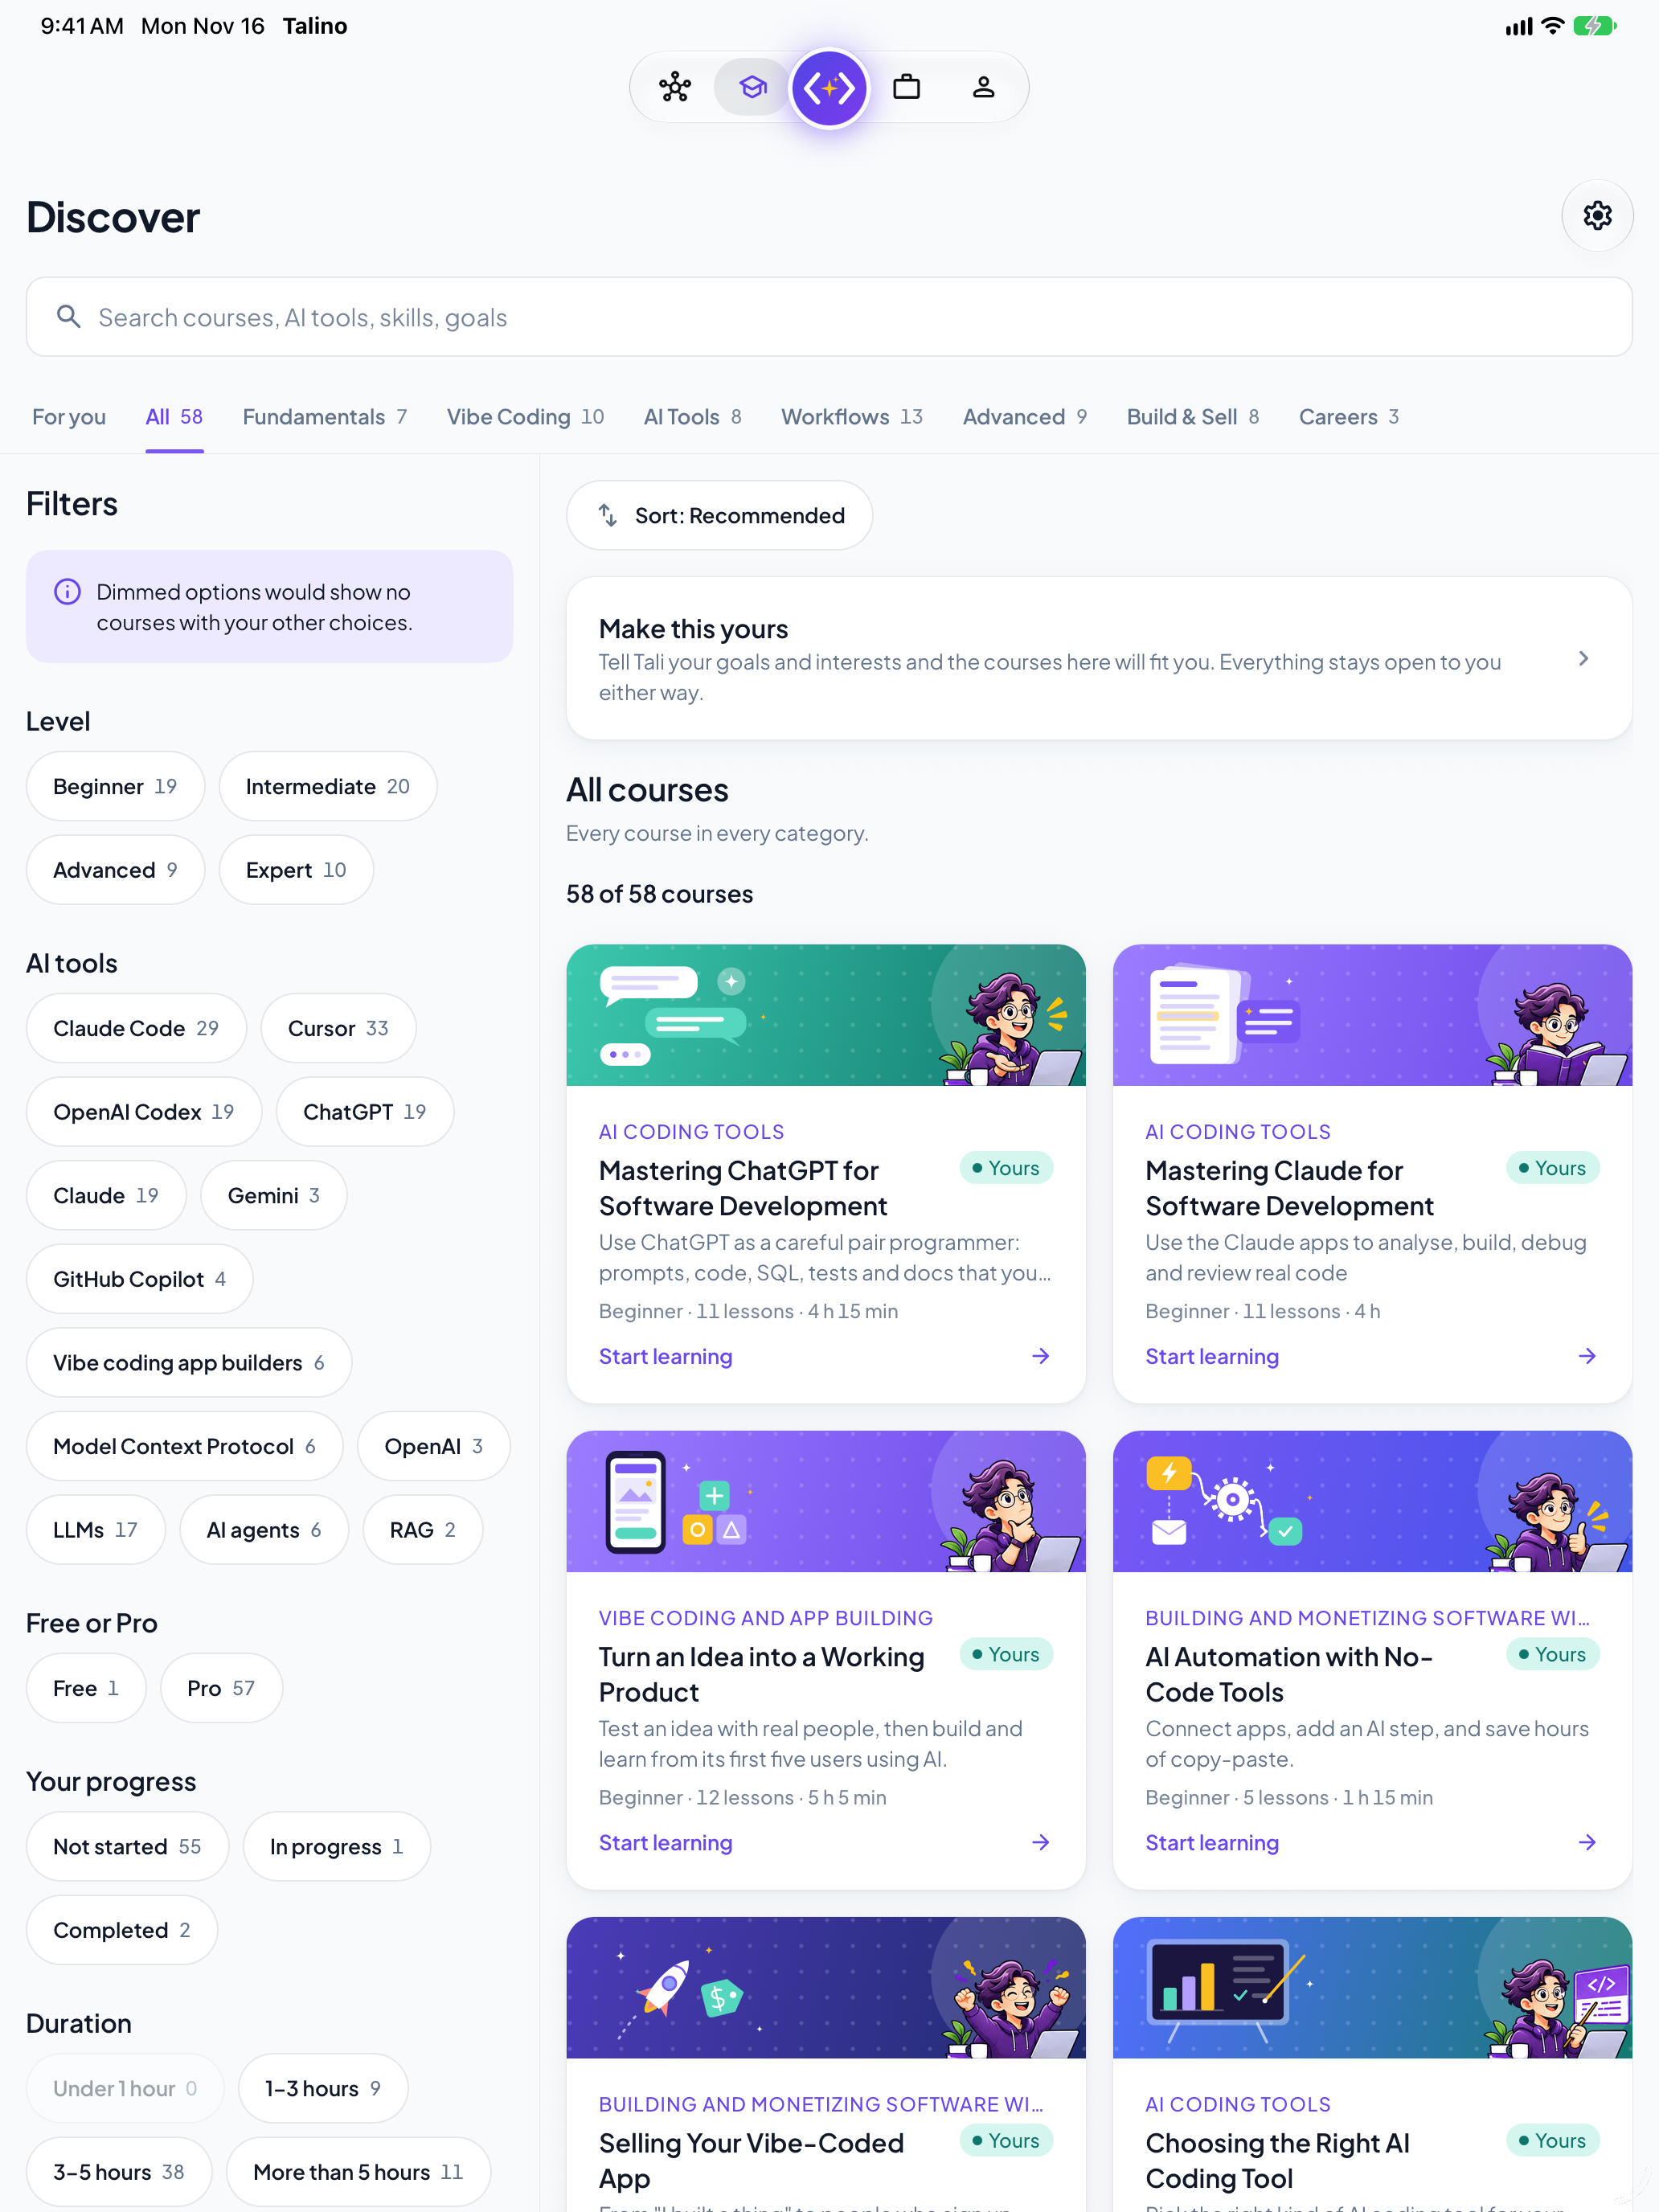 9:41 AM Mon Nov 16 Talino
Discover
Search courses, AI tools, skills, goals
For you
All 58
Fundamentals 7
Vibe Coding 10
AI Tools 8
Workflows 13
Advanced 9
Build & Sell 8
Careers 3
Filters
Dimmed options would show no
courses with your other choices.
Level
Beginner 19
Intermediate 20
Advanced 9
Expert 10
AI tools
Claude Code 29
Cursor 33
OpenAI Codex 19
ChatGPT 19
Claude 19
Gemini 3
GitHub Copilot 4
Vibe coding app builders 6
Model Context Protocol 6
OpenAI 3
LLMs 17
AI agents 6
RAG 2
Free or Pro
Free 1
Pro 57
Your progress
Not started 55
In progress 1
Completed 2
Duration
Under 1 hour 0
1–3 hours 9
3–5 hours 38
More than 5 hours 11
Sort: Recommended
Make this yours
Tell Tali your goals and interests and the courses here will fit you. Everything stays open to you
either way.
All courses
Every course in every category.
58 of 58 courses
AI CODING TOOLS
Mastering ChatGPT for
Software Development
Yours
Use ChatGPT as a careful pair programmer:
prompts, code, SQL, tests and docs that you…
Beginner · 11 lessons · 4 h 15 min
Start learning
AI CODING TOOLS
Mastering Claude for
Software Development
Yours
Use the Claude apps to analyse, build, debug
and review real code
Beginner · 11 lessons · 4 h
Start learning
VIBE CODING AND APP BUILDING
Turn an Idea into a Working
Product
Yours
Test an idea with real people, then build and
learn from its first five users using AI.
Beginner · 12 lessons · 5 h 5 min
Start learning
BUILDING AND MONETIZING SOFTWARE WI…
AI Automation with No-
Code Tools
Yours
Connect apps, add an AI step, and save hours
of copy-paste.
Beginner · 5 lessons · 1 h 15 min
Start learning
BUILDING AND MONETIZING SOFTWARE WI…
Selling Your Vibe-Coded
App
Yours
AI CODING TOOLS
Choosing the Right AI
Coding Tool
Yours